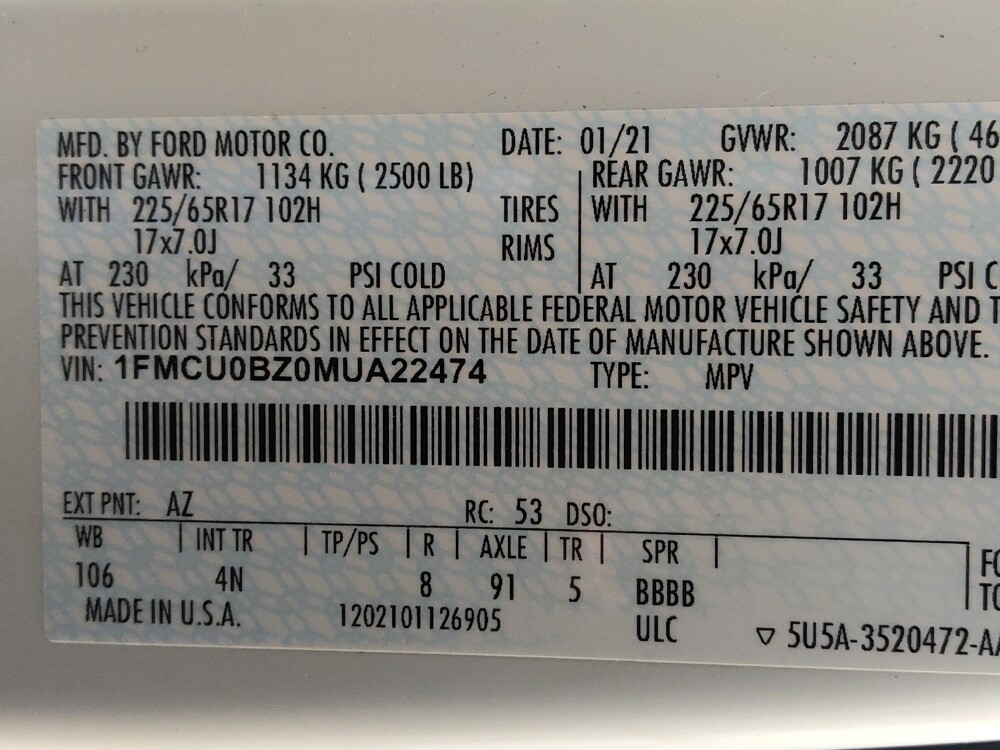 MFD. BY FORD MOTOR CO. DATE: 01/21 GVWR: 2087 KG ( 46
FRONT GAWR: 1134 KG ( 2500 LB) REAR GAWR: 1007 KG ( 2220
WITH 225/65R17 102H TIRES WITH 225/65R17 102H
17x7.0J RIMS 17x7.0J
AT 230 kPa/ 33 PSI COLD AT 230 kPa/ 33 PSI C
THIS VEHICLE CONFORMS TO ALL APPLICABLE FEDERAL MOTOR VEHICLE SAFETY AND T
PREVENTION STANDARDS IN EFFECT ON THE DATE OF MANUFACTURE SHOWN ABOVE.
VIN: 1FMCU0BZ0MUA22474 TYPE: MPV
EXT PNT: AZ RC: 53 DSO:
WB INT TR TP/PS R AXLE TR SPR FO
106 4N 8 91 5 BBBB TO
MADE IN U.S.A. 1202101126905 ULC ▽ 5U5A-3520472-AA